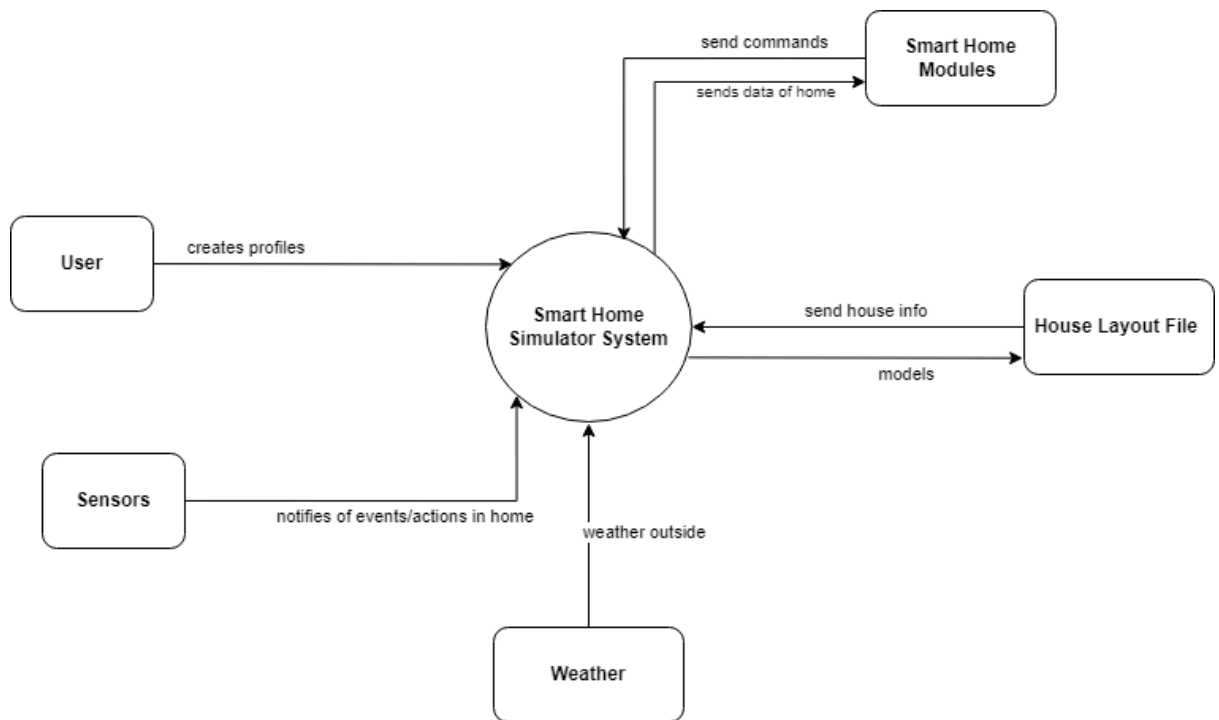 send commands
Smart Home
Modules
sends data of home
User
creates profiles
Smart Home
Simulator System
send house info
House Layout File
models
Sensors
notifies of events/actions in home
weather outside
Weather